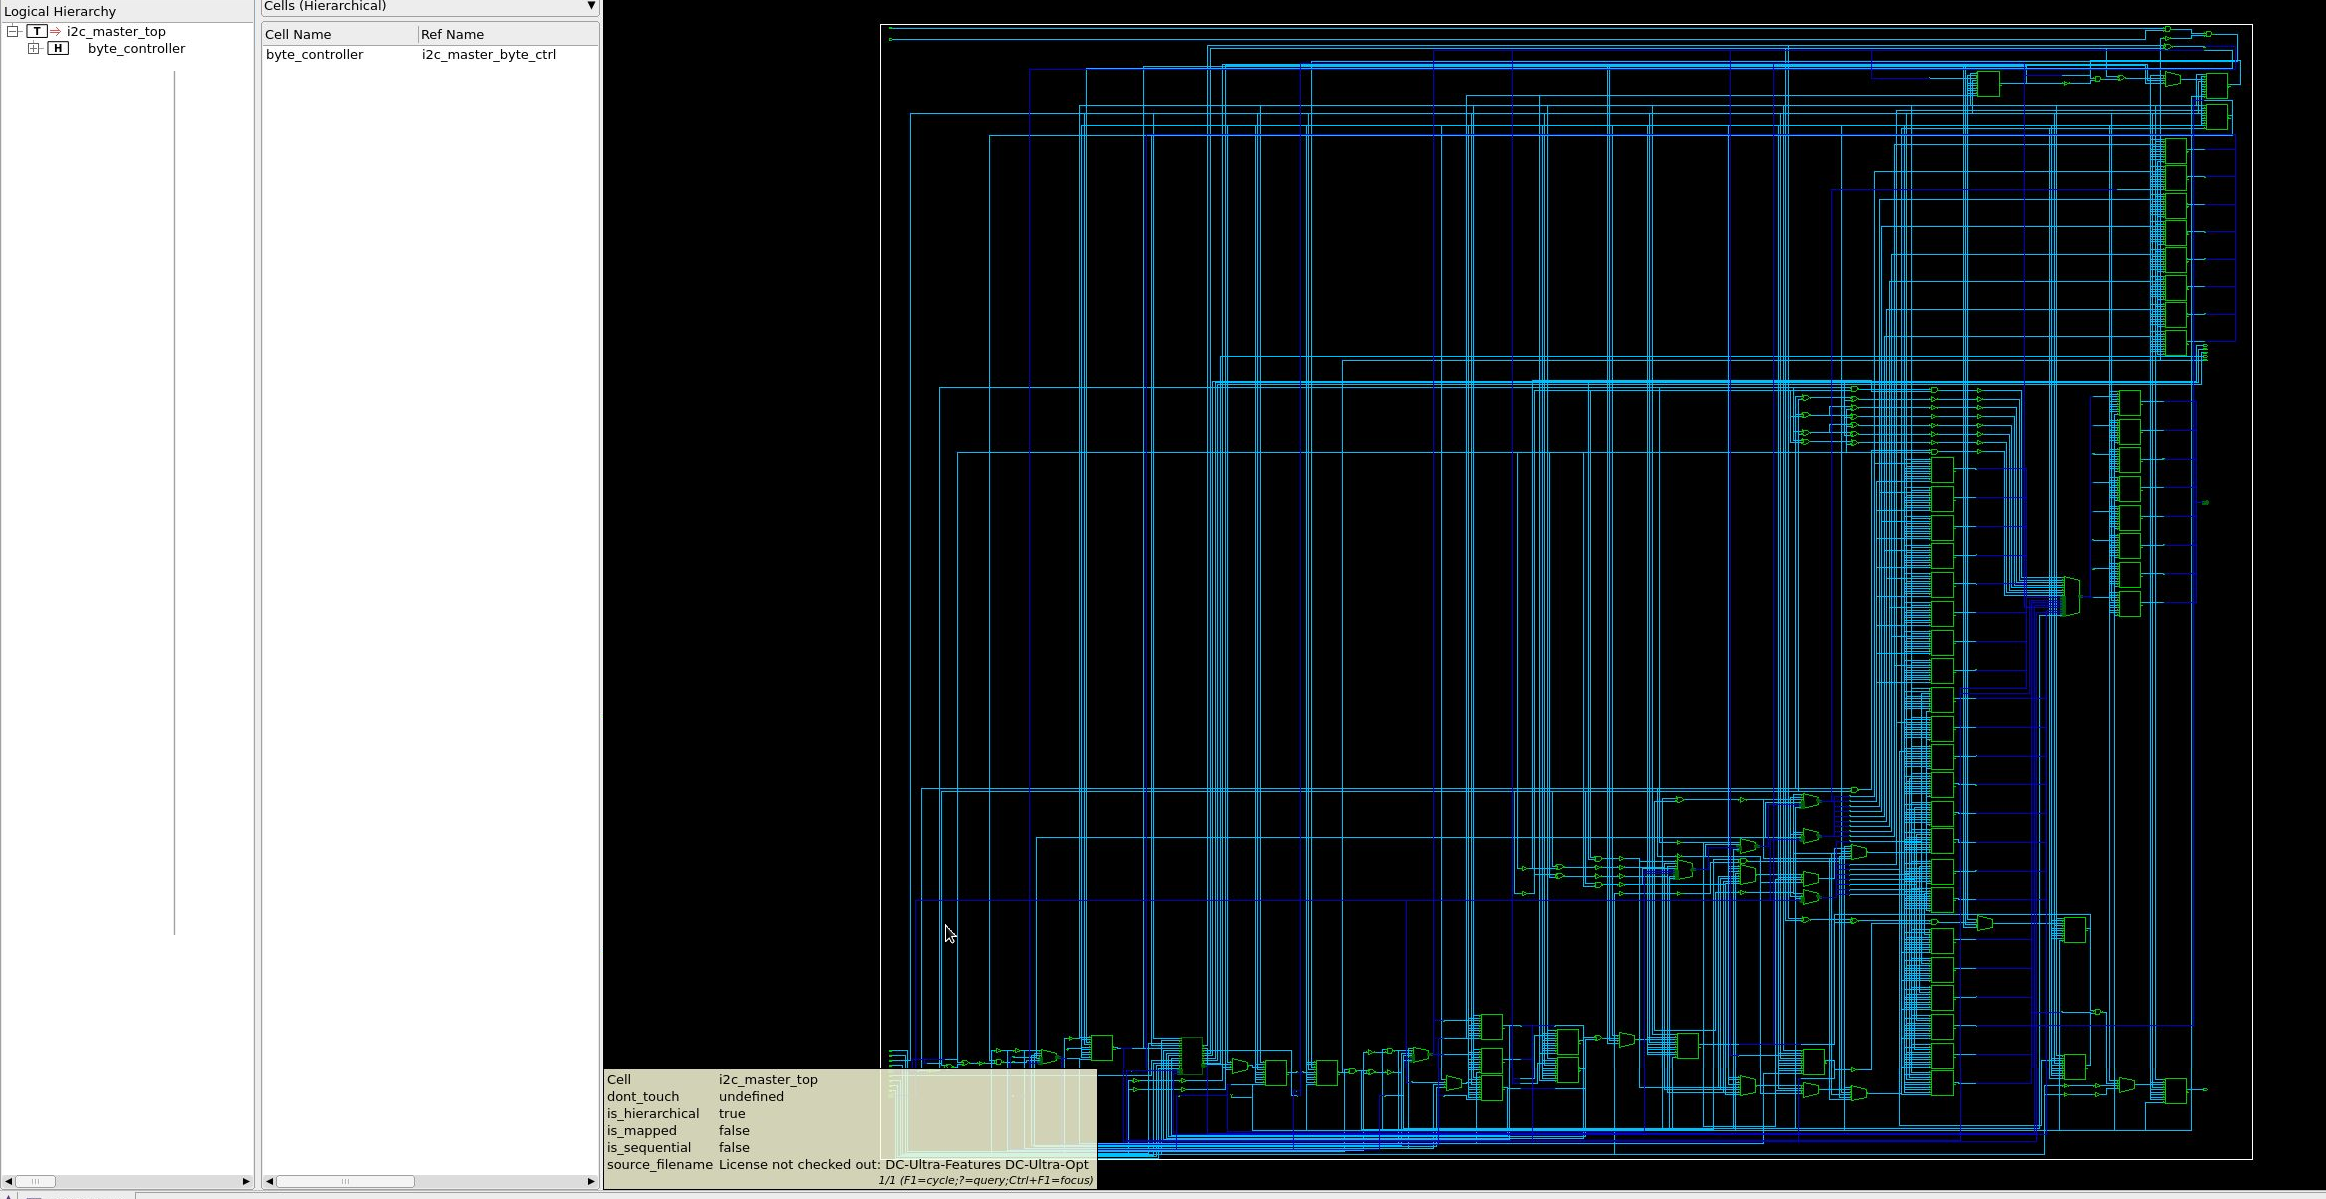 Logical Hierarchy
T i2c_master_top
H byte_controller
Cells (Hierarchical)
Cell Name Ref Name
byte_controller i2c_master_byte_ctrl
Cell i2c_master_top
dont_touch undefined
is_hierarchical true
is_mapped false
is_sequential false
source_filename License not checked out: DC-Ultra-Features DC-Ultra-Opt
1/1 (F1=cycle;?=query;Ctrl+F1=focus)